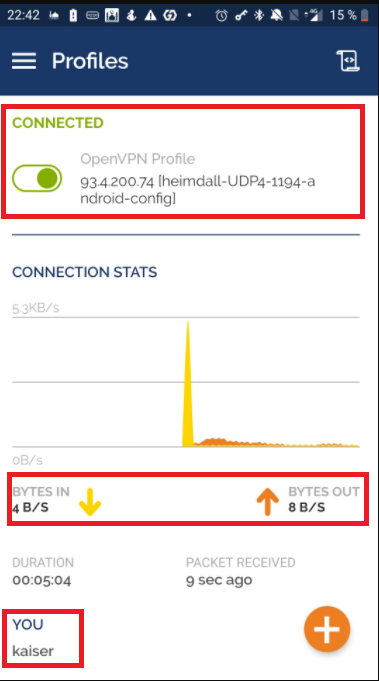 22:42 15 %
Profiles
CONNECTED
OpenVPN Profile
93.4.200.74 [heimdall-UDP4-1194-a
ndroid-config]
CONNECTION STATS
5.3KB/s
0B/s
BYTES IN
4 B/S
BYTES OUT
8 B/S
DURATION
00:05:04
PACKET RECEIVED
9 sec ago
YOU
kaiser